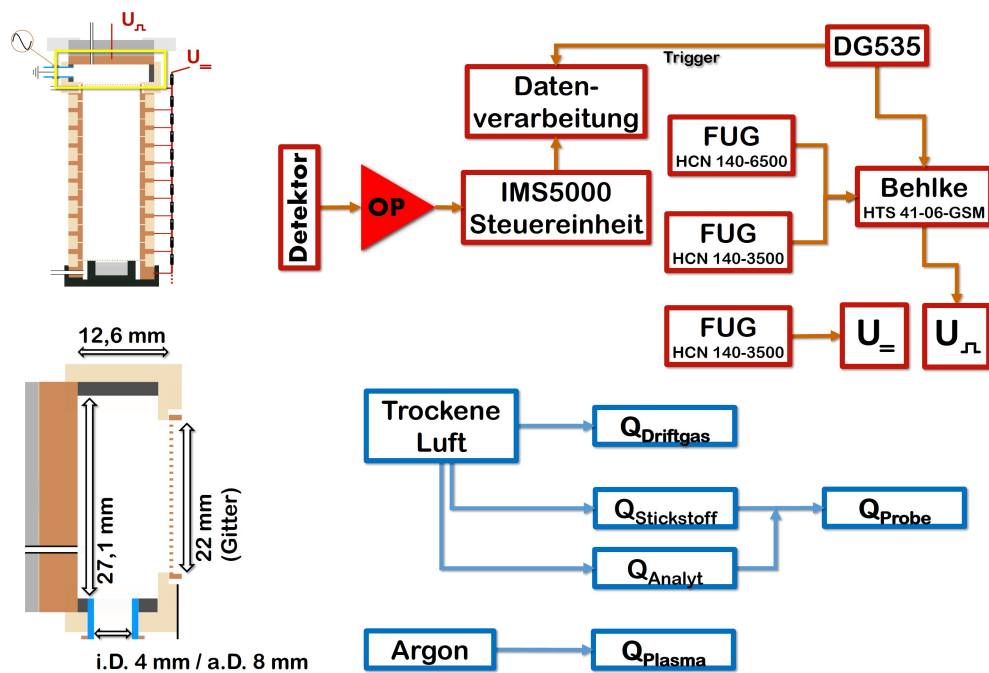 U⎍
U=
DG535
Trigger
Daten-
verarbeitung
FUG
HCN 140-6500
Detektor
OP
IMS5000
Steuereinheit
Behlke
HTS 41-06-GSM
FUG
HCN 140-3500
FUG
HCN 140-3500
U=
U⎍
12,6 mm
27,1 mm
22 mm
(Gitter)
i.D. 4 mm / a.D. 8 mm
Trockene
Luft
QDriftgas
QStickstoff
QProbe
QAnalyt
Argon
QPlasma